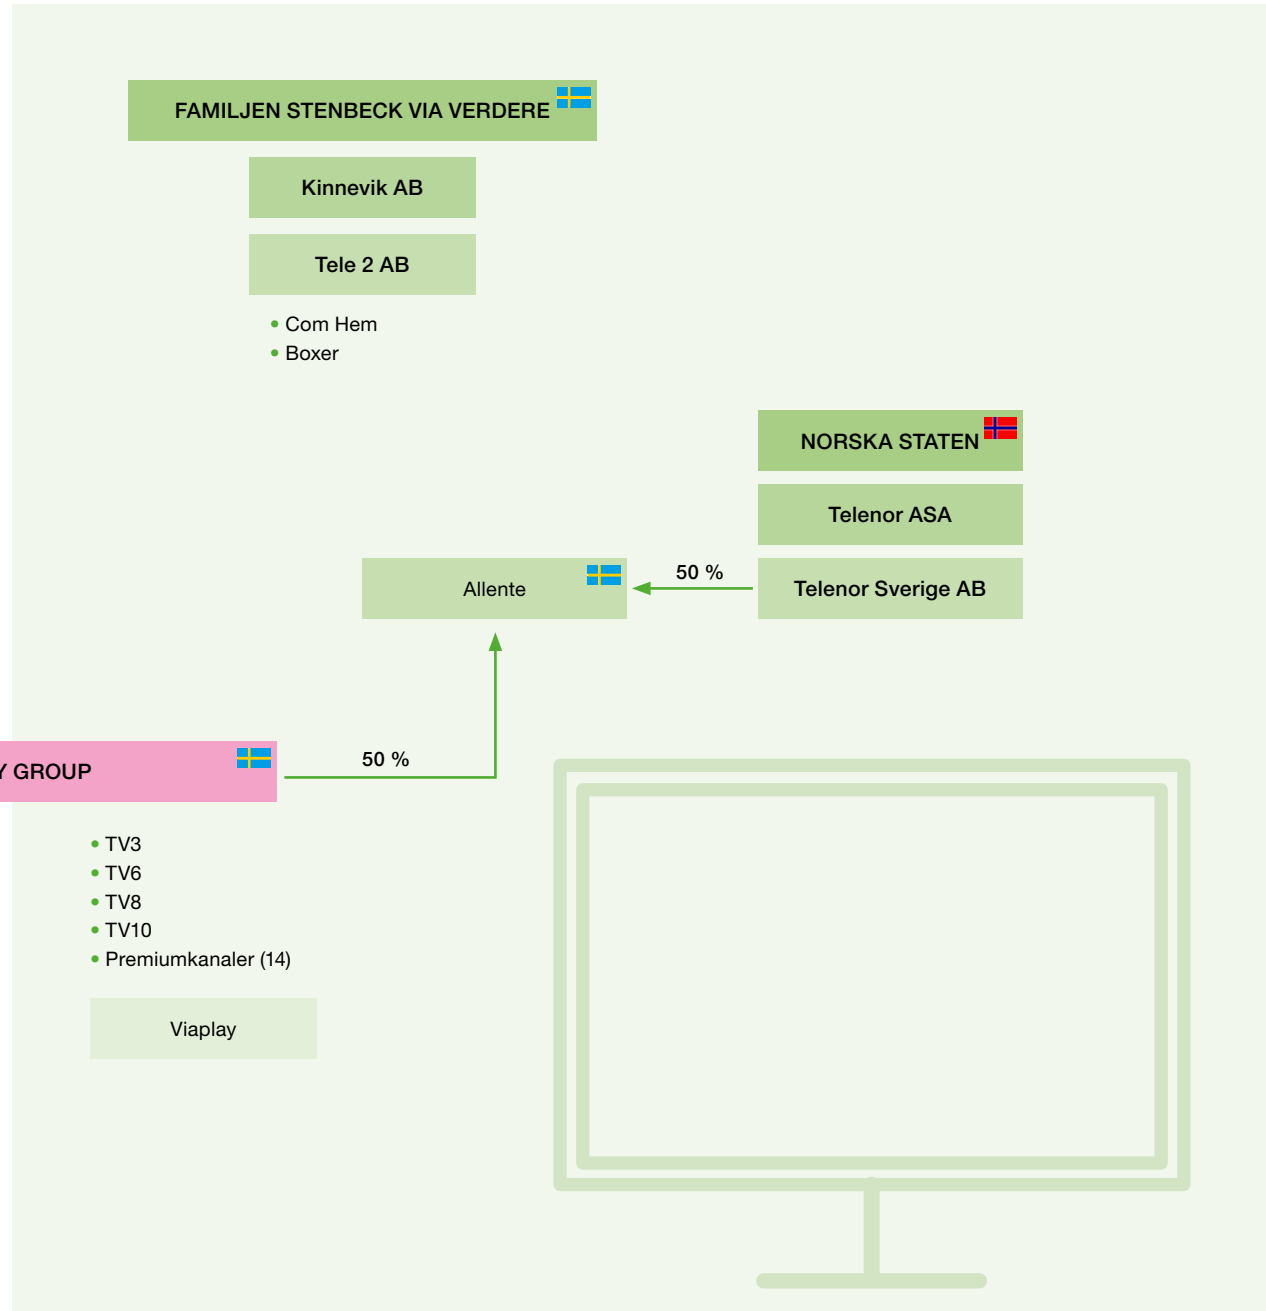 FAMILJEN STENBECK VIA VERDERE
Kinnevik AB
Tele 2 AB
• Com Hem
• Boxer
NORSKA STATEN
Telenor ASA
Telenor Sverige AB
50 %
Allente
50 %
Y GROUP
• TV3
• TV6
• TV8
• TV10
• Premiumkanaler (14)
Viaplay